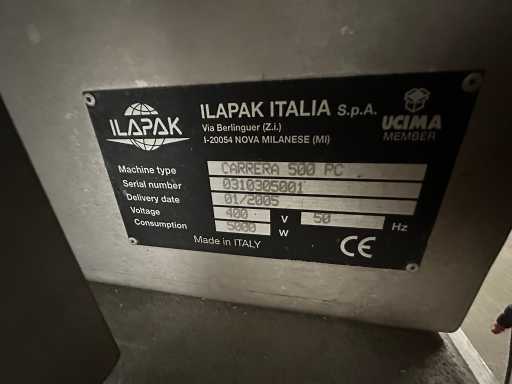 ILAPAK
ILAPAK ITALIA S.p.A.
Via Berlinguer (Z.i.)
I-20054 NOVA MILANESE (MI)
UCIMA
MEMBER
Machine type CARRERA 500 PC
Serial number 0310305001
Delivery date 01/2005
Voltage 400 V 50 Hz
Consumption 5000 W
Made in ITALY
CE